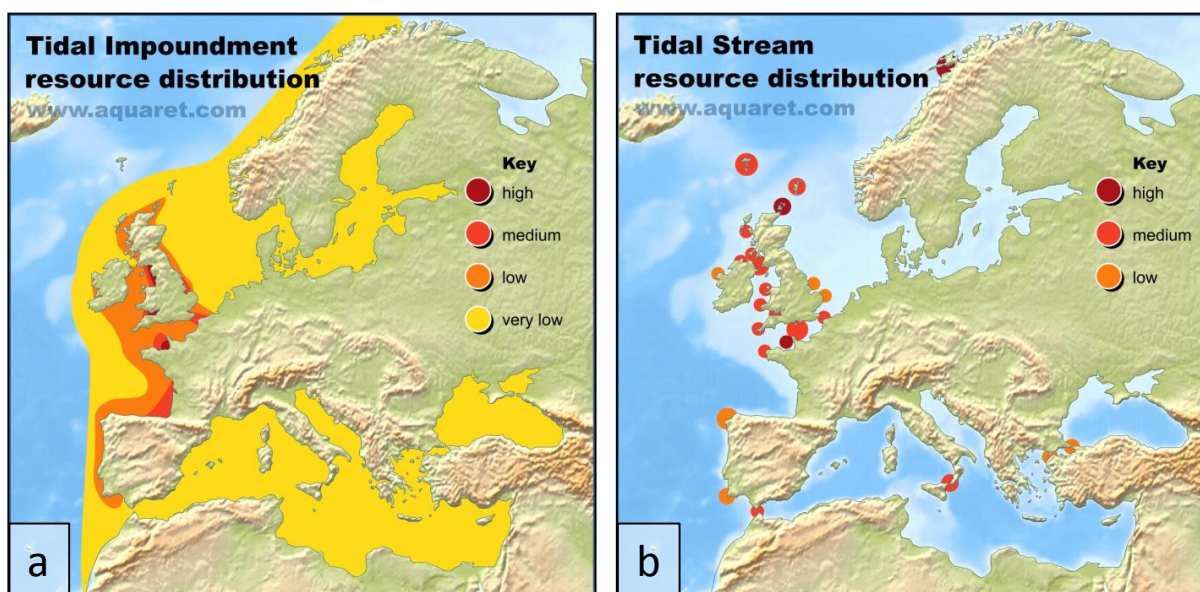 Tidal Impoundment
resource distribution
www.aquaret.com
Key
high
medium
low
very low
a
Tidal Stream
resource distribution
www.aquaret.com
Key
high
medium
low
b